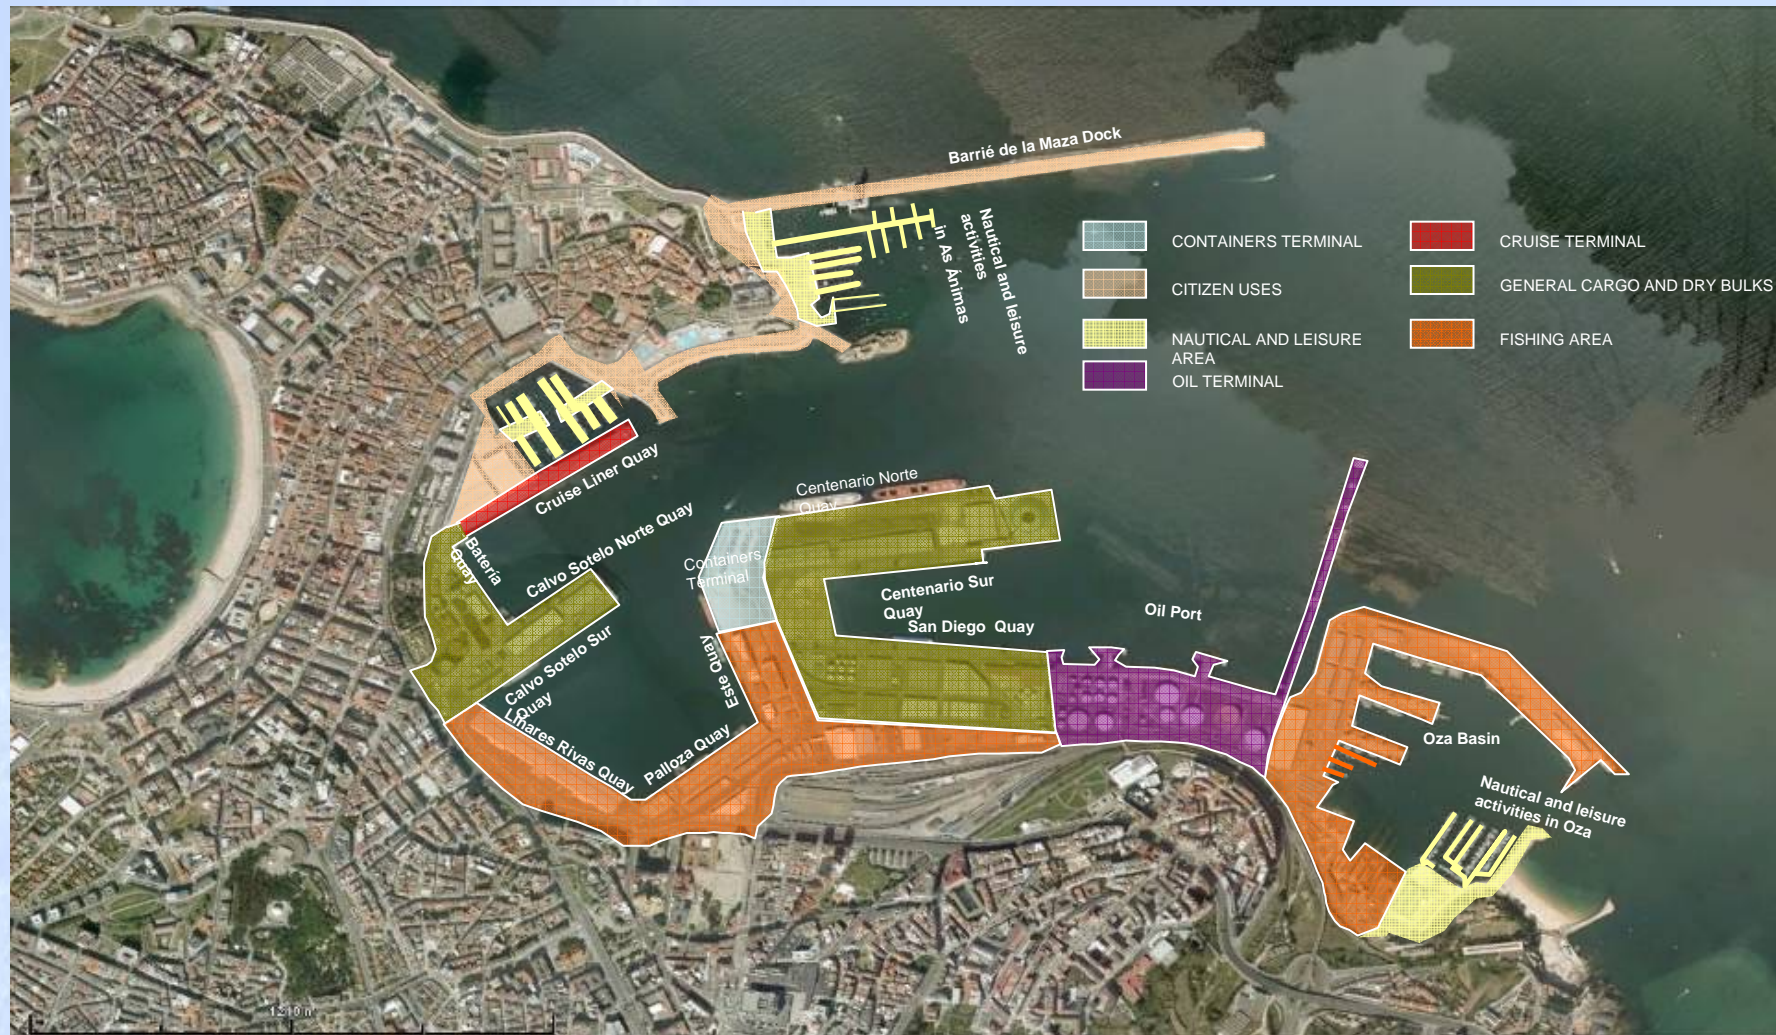 Barrié de la Maza Dock
Nautical and leisure
activities
in As Ánimas
CONTAINERS TERMINAL
CITIZEN USES
NAUTICAL AND LEISURE
AREA
OIL TERMINAL
CRUISE TERMINAL
GENERAL CARGO AND DRY BULKS
FISHING AREA
Cruise Liner Quay
Centenario Norte
Quay
Calvo Sotelo Norte Quay
Batería
Quay
Containers
Terminal
Centenario Sur
Quay
San Diego Quay
Oil Port
Calvo Sotelo Sur
Quay
Este Quay
Linares Rivas Quay
Palloza Quay
Oza Basin
Nautical and leisure
activities in Oza